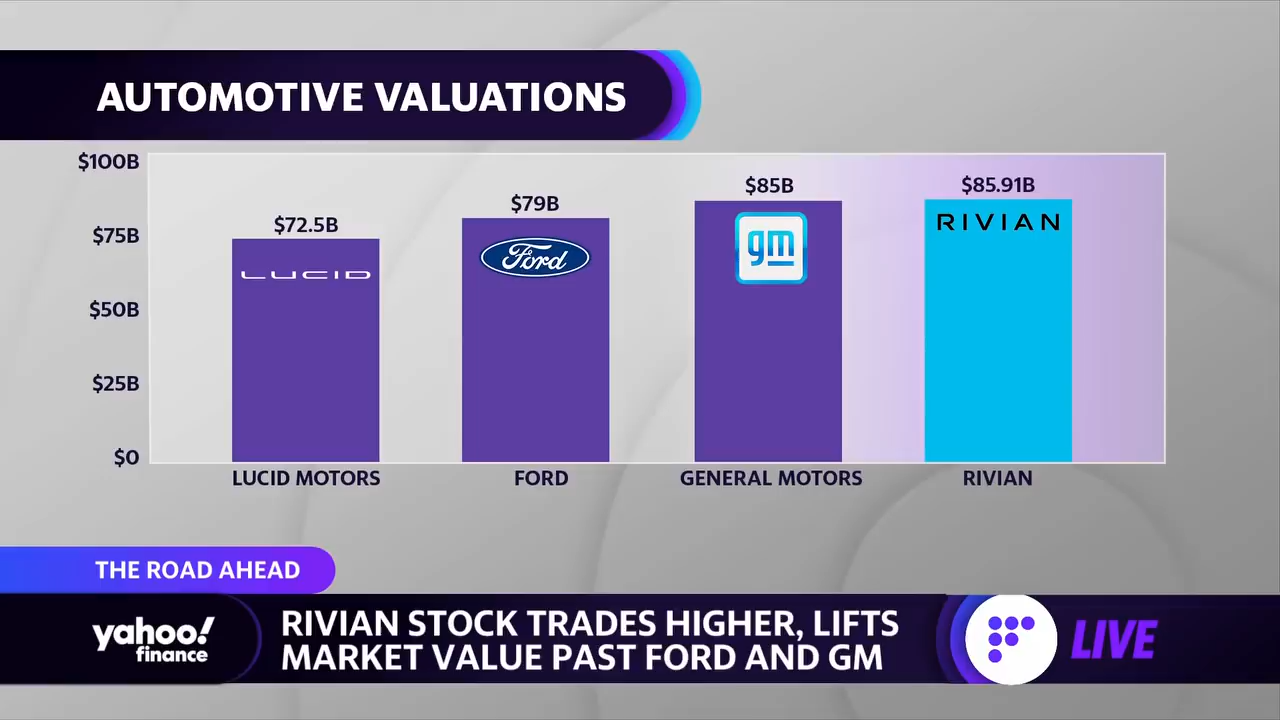 AUTOMOTIVE VALUATIONS
$100B
$75B
$50B
$25B
$0
$72.5B
LUCID
$79B
Ford
$85B
gm
$85.91B
RIVIAN
LUCID MOTORS
FORD
GENERAL MOTORS
RIVIAN
THE ROAD AHEAD
yahoo!
finance
RIVIAN STOCK TRADES HIGHER, LIFTS
MARKET VALUE PAST FORD AND GM
LIVE